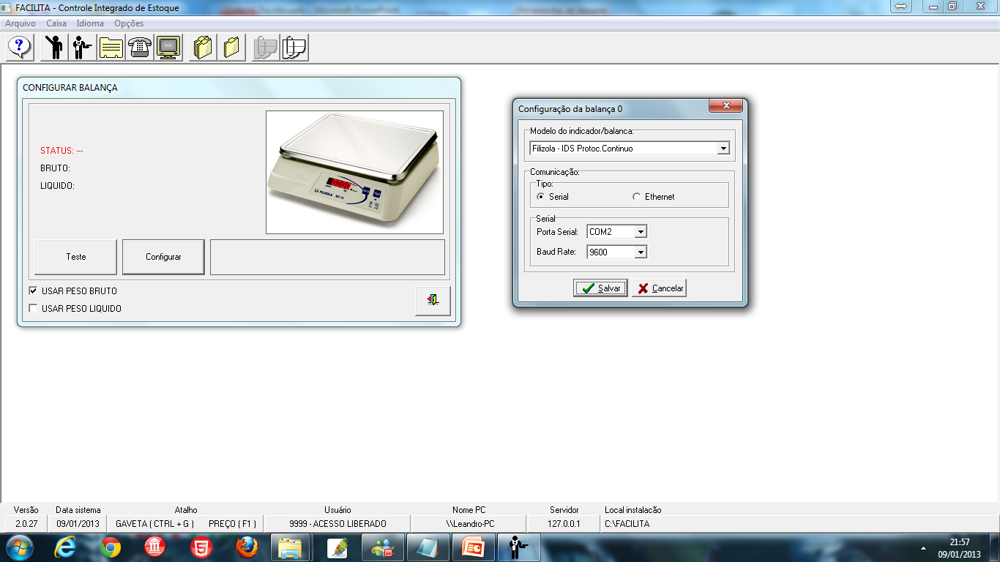 FACILITA - Controle Integrado de Estoque
Arquivo Caixa Idioma Opções
CONFIGURAR BALANÇA
STATUS: ---
BRUTO:
LIQUIDO:
FILIZOLA BP-15
Teste
Configurar
USAR PESO BRUTO
USAR PESO LIQUIDO
Configuração da balança 0
Modelo do indicador/balanca:
Filizola - IDS Protoc.Continuo
Comunicação:
Tipo:
Serial
Ethernet
Serial
Porta Serial: COM2
Baud Rate: 9600
Salvar
Cancelar
Versão Data sistema Atalho Usuário Nome PC Servidor Local instalacão
2.0.27 09/01/2013 GAVETA ( CTRL + G ) PREÇO ( F1 ) 9999 - ACESSO LIBERADO \\Leandro-PC 127.0.0.1 C:\FACILITA
21:57
09/01/2013